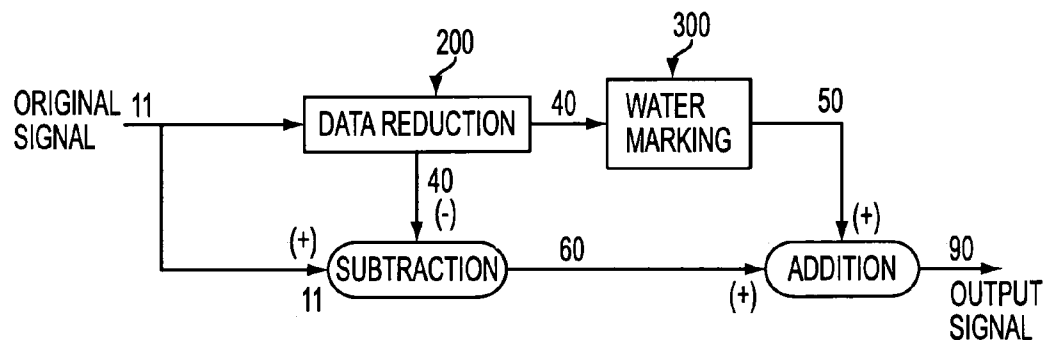 200
300
ORIGINAL
SIGNAL
11
DATA REDUCTION
40
WATER
MARKING
50
40
(-)
(+)
11
SUBTRACTION
60
(+)
(+)
ADDITION
90
OUTPUT
SIGNAL